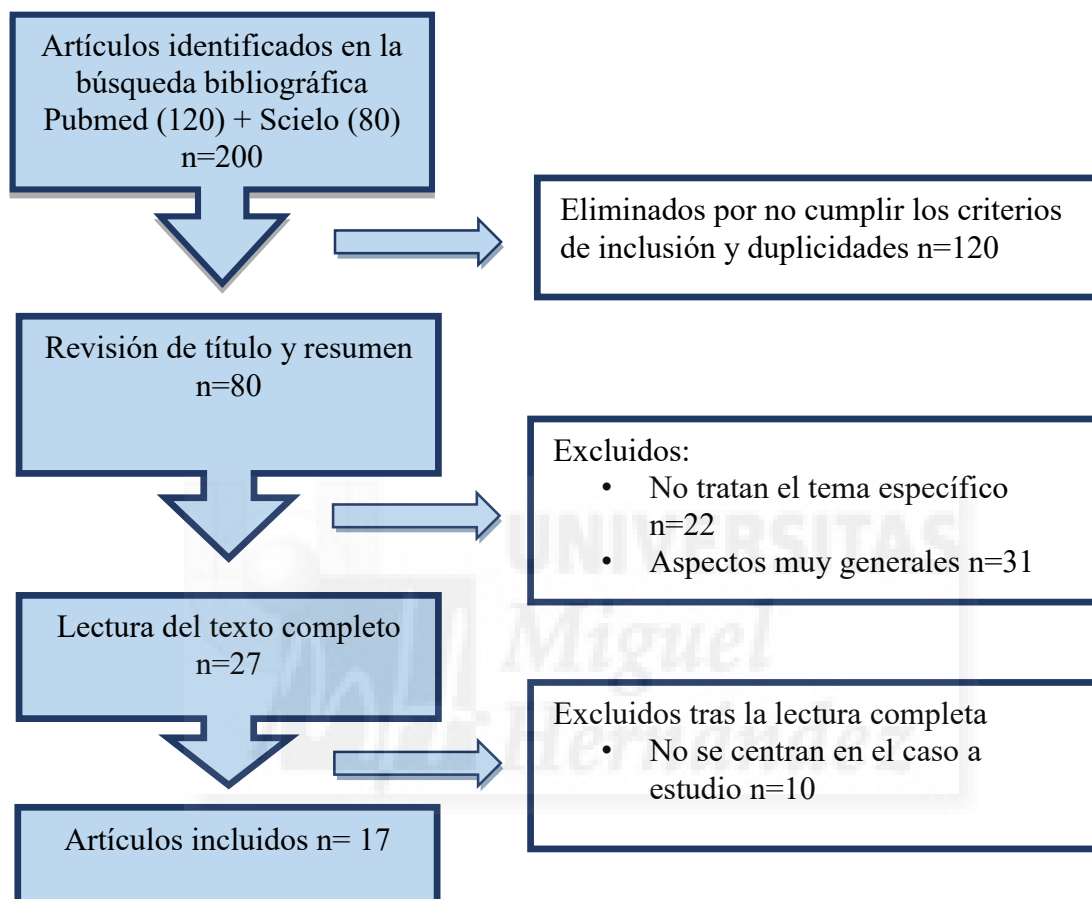 Artículos identificados en la
búsqueda bibliográfica
Pubmed (120) + Scielo (80)
n=200
Eliminados por no cumplir los criterios
de inclusión y duplicidades n=120
Revisión de título y resumen
n=80
Excluidos:
• No tratan el tema específico
n=22
• Aspectos muy generales n=31
UNIVERSITAS
Miguel
Hernández
Lectura del texto completo
n=27
Excluidos tras la lectura completa
• No se centran en el caso a
estudio n=10
Artículos incluidos n= 17